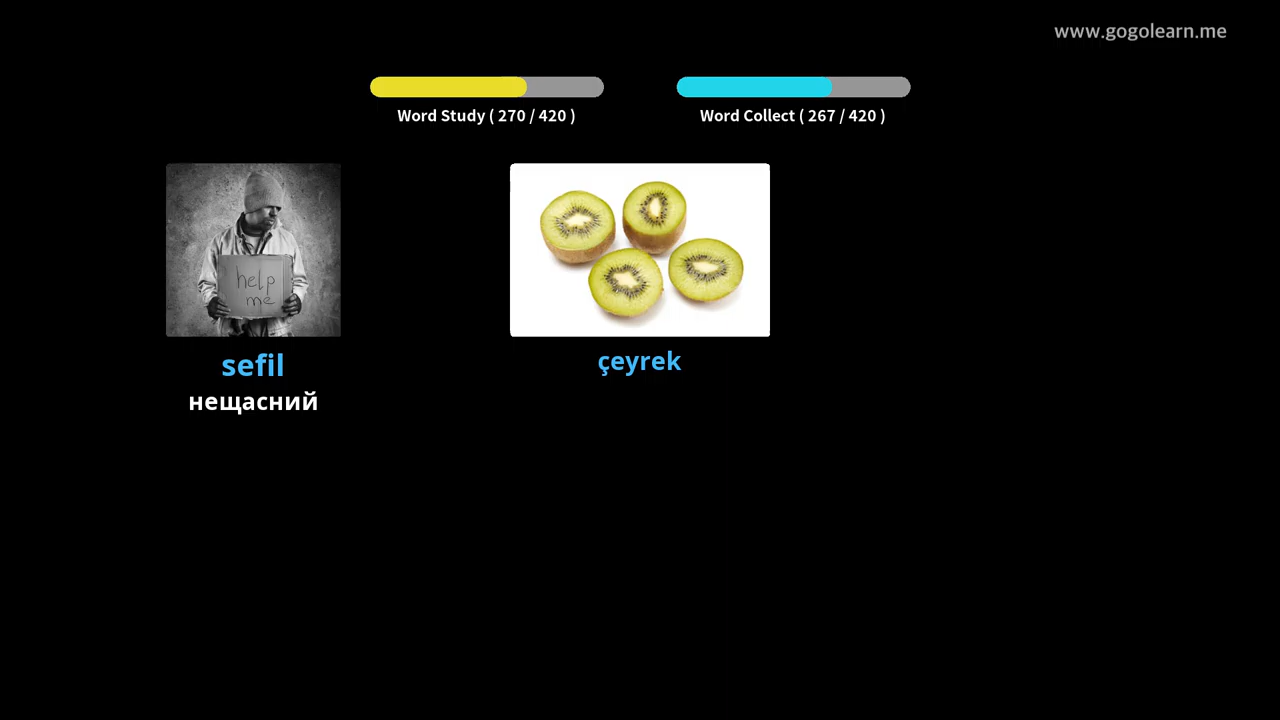 www.gogolearn.me
Word Study ( 270 / 420 )
Word Collect ( 267 / 420 )
help
me
sefil
нещасний
çeyrek